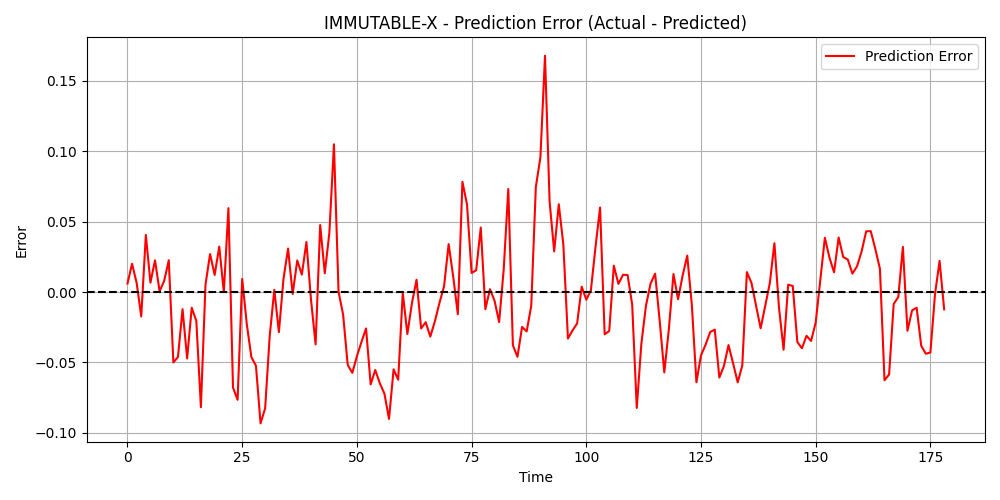 IMMUTABLE-X - Prediction Error (Actual - Predicted)
Prediction Error
Error
0.15
0.10
0.05
0.00
−0.05
−0.10
0 25 50 75 100 125 150 175
Time